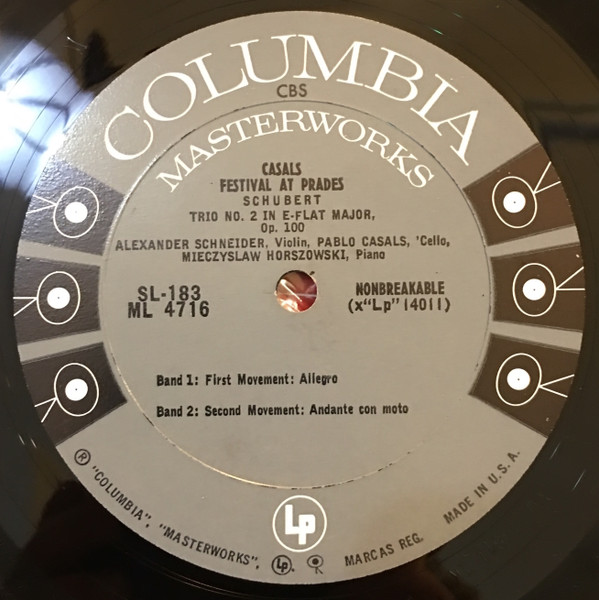 COLUMBIA
CBS
MASTERWORKS
CASALS
FESTIVAL AT PRADES
SCHUBERT
TRIO NO. 2 IN E-FLAT MAJOR,
Op. 100
ALEXANDER SCHNEIDER, Violin, PABLO CASALS, 'Cello,
MIECZYSLAW HORSZOWSKI, Piano
SL-183
ML 4716
NONBREAKABLE
(x"Lp"14011)
Band 1: First Movement: Allegro
Band 2: Second Movement: Andante con moto
Lp
Ⓡ "COLUMBIA", "MASTERWORKS", Lp, MARCAS REG. MADE IN U.S.A.